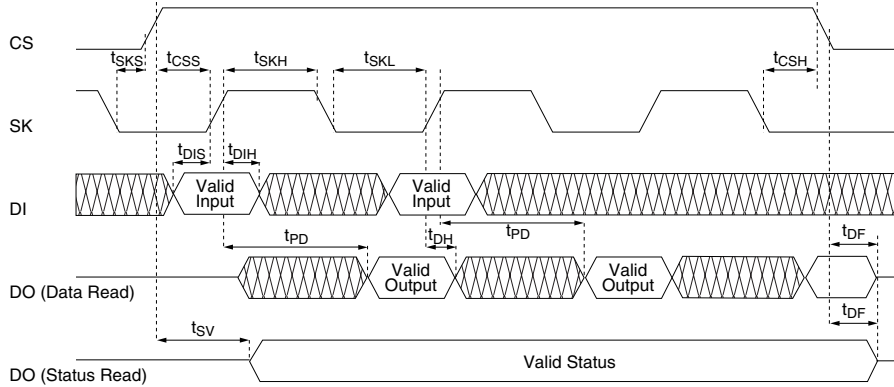 CS
tSKS tCSS tSKH tSKL tCSH
SK
tDIS tDIH
DI
Valid Input
Valid Input
tPD tDH tPD tDF
DO (Data Read)
Valid Output
Valid Output
tDF
tSV
DO (Status Read)
Valid Status